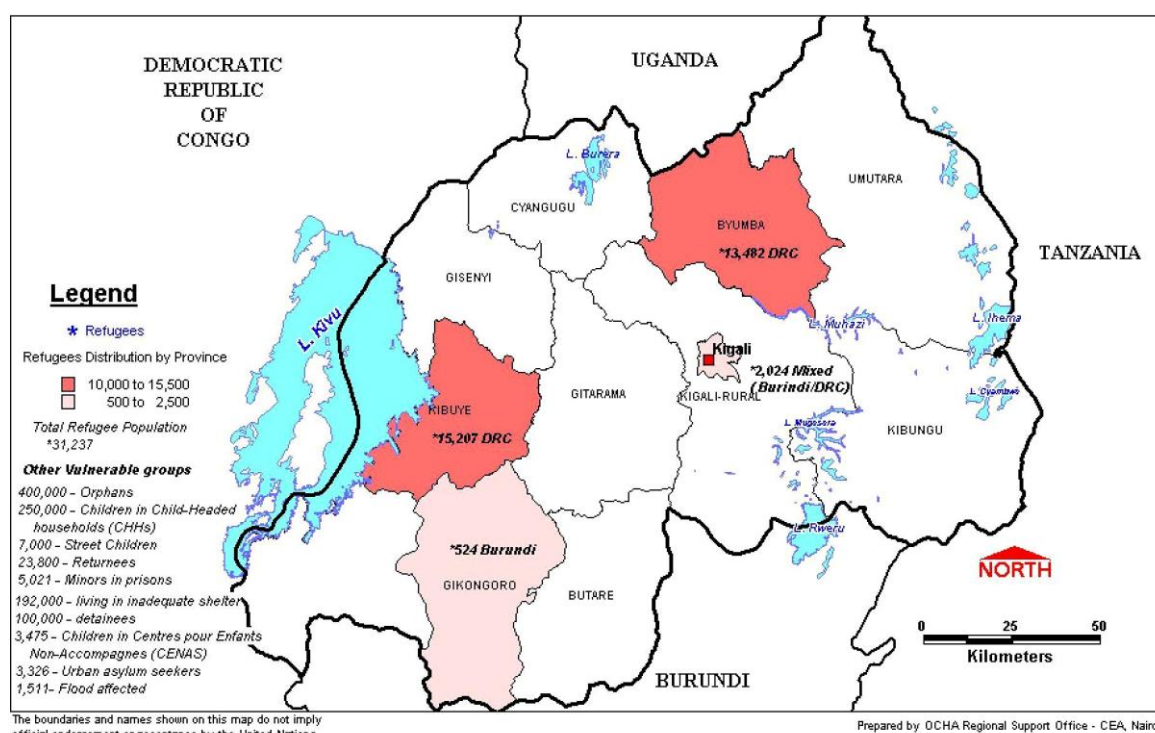 DEMOCRATIC
REPUBLIC
OF
CONGO
UGANDA
TANZANIA
BURUNDI
L. Burera
CYANGUGU
UMUTARA
BYUMBA
*13,482 DRC
GISENYI
L. Kivu
L. Muhazi
L. Ihema
Kigali
*2,024 Mixed
(Burindi/DRC)
KIGALI-RURAL
GITARAMA
KIBUYE
*15,207 DRC
L. Cyambwe
L. Mugesera
KIBUNGU
L. Rweru
*524 Burundi
GIKONGORO
BUTARE
Legend
* Refugees
Refugees Distribution by Province
10,000 to 15,500
500 to 2,500
Total Refugee Population
*31,237
Other Vulnerable groups
400,000 - Orphans
250,000 - Children in Child-Headed
households (CHHs)
7,000 - Street Children
23,800 - Returnees
5,021 - Minors in prisons
192,000 - living in inadequate shelter
100,000 - detainees
3,475 - Children in Centres pour Enfants
Non-Accompagnes (CENAS)
3,326 - Urban asylum seekers
1,511- Flood affected
NORTH
0 25 50
Kilometers
The boundaries and names shown on this map do not imply
Prepared by OCHA Regional Support Office - CEA,